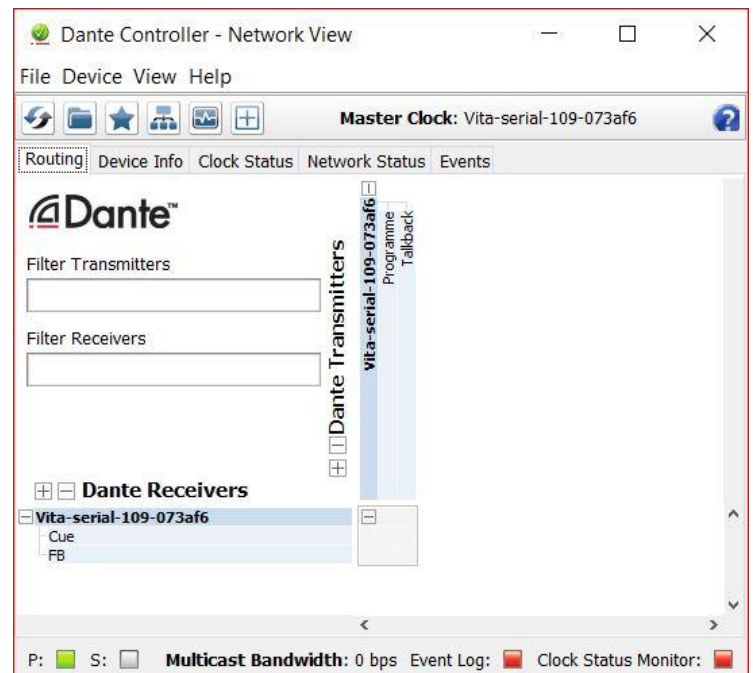 Dante Controller - Network View
File Device View Help
Master Clock: Vita-serial-109-073af6
Routing Device Info Clock Status Network Status Events
Dante™
Filter Transmitters
Filter Receivers
Dante Transmitters
Vita-serial-109-073af6
Programme
Talkback
Dante Receivers
Vita-serial-109-073af6
Cue
FB
P: S: Multicast Bandwidth: 0 bps Event Log: Clock Status Monitor: